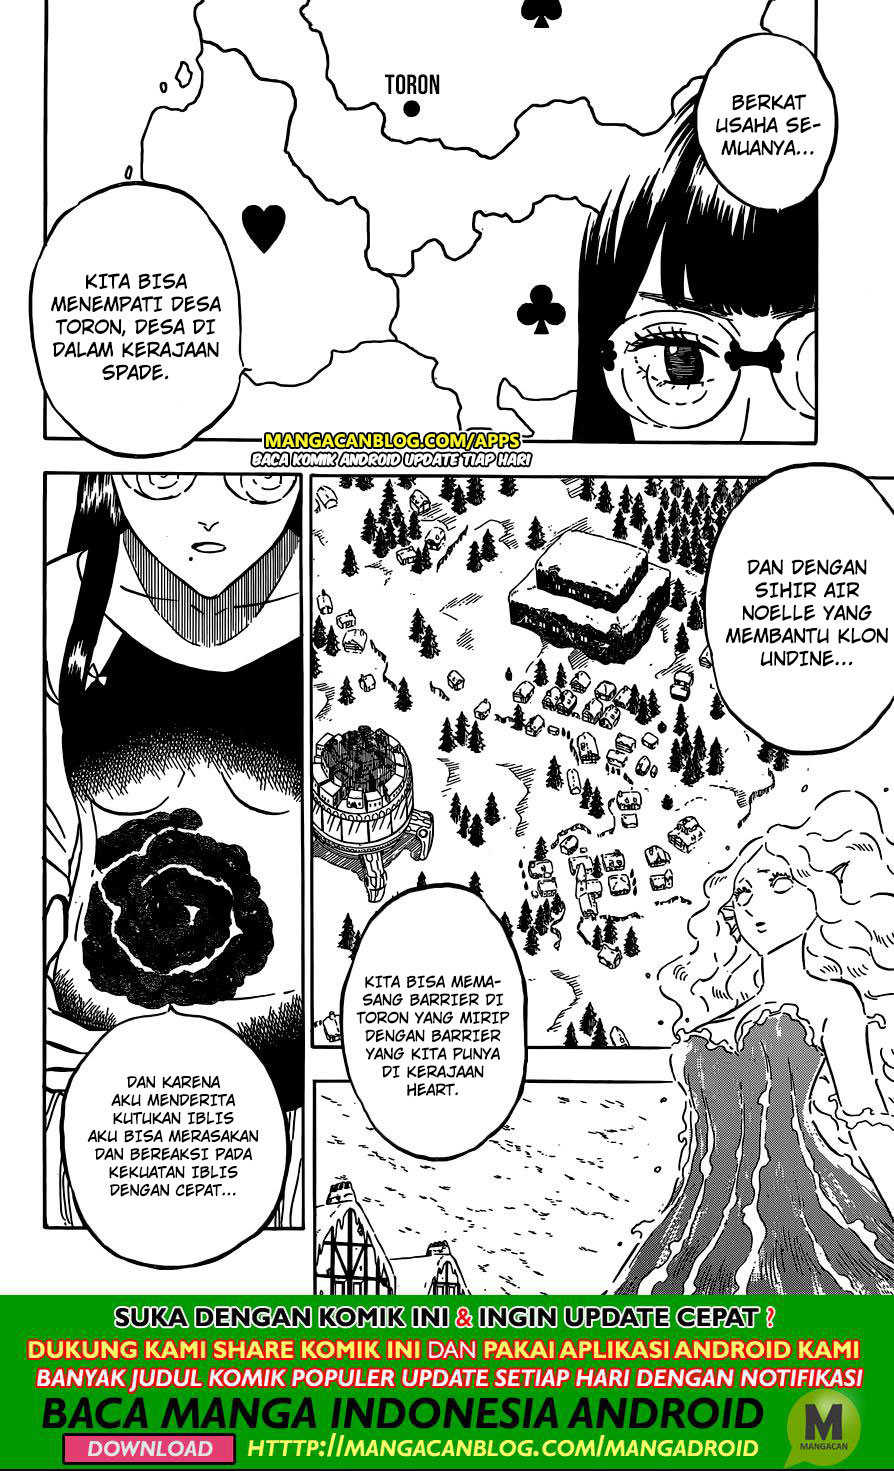 TORON
BERKAT
USAHA SE-
MUANYA...
KITA BISA
MENEMPATI DESA
TORON, DESA DI
DALAM KERAJAAN
SPADE.
MANGACANBLOG.COM/APPS
BACA KOMIK ANDROID UPDATE TIAP HARI
DAN DENGAN
SIHIR AIR
NOELLE YANG
MEMBANTU KLON
UNDINE...
KITA BISA MEMA-
SANG BARRIER DI
TORON YANG MIRIP
DENGAN BARRIER
YANG KITA PUNYA
DI KERAJAAN
HEART.
DAN KARENA
AKU MENDERITA
KUTUKAN IBLIS
AKU BISA MERASAKAN
DAN BEREAKSI PADA
KEKUATAN IBLIS
DENGAN CEPAT...
SUKA DENGAN KOMIK INI & INGIN UPDATE CEPAT ?
DUKUNG KAMI SHARE KOMIK INI DAN PAKAI APLIKASI ANDROID KAMI
BANYAK JUDUL KOMIK POPULER UPDATE SETIAP HARI DENGAN NOTIFIKASI
BACA MANGA INDONESIA ANDROID
DOWNLOAD HTTTP://MANGACANBLOG.COM/MANGADROID
M
MANGACAN